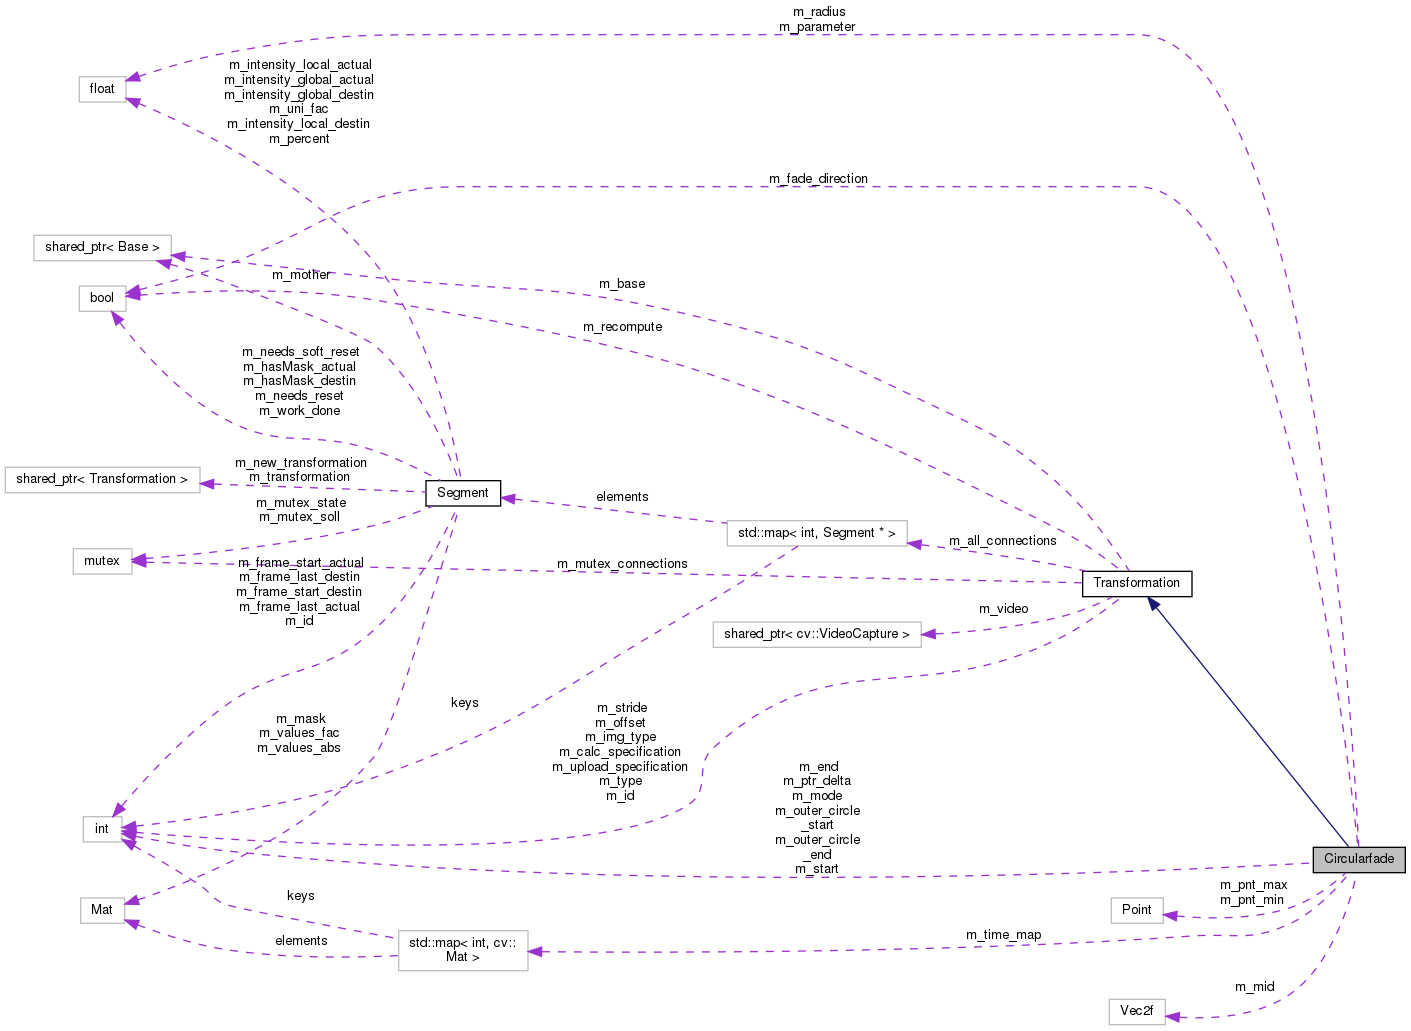 m_radius
m_parameter
m_intensity_local_actual
m_intensity_global_actual
m_intensity_global_destin
m_uni_fac
m_intensity_local_destin
m_percent
float
m_fade_direction
shared_ptr< Base >
m_mother
m_base
bool
m_recompute
m_needs_soft_reset
m_hasMask_actual
m_hasMask_destin
m_needs_reset
m_work_done
m_new_transformation
m_transformation
shared_ptr< Transformation >
Segment
elements
m_mutex_state
m_mutex_soll
std::map< int, Segment * >
m_all_connections
mutex
m_mutex_connections
Transformation
m_frame_start_actual
m_frame_last_destin
m_frame_start_destin
m_frame_last_actual
m_id
m_video
shared_ptr< cv::VideoCapture >
keys
m_stride
m_offset
m_img_type
m_calc_specification
m_upload_specification
m_type
m_id
m_mask
m_values_fac
m_values_abs
m_end
m_ptr_delta
m_mode
m_outer_circle
_start
m_outer_circle
_end
m_start
int
Circularfade
keys
m_pnt_max
m_pnt_min
Mat
Point
elements
std::map< int, cv::
Mat >
m_time_map
m_mid
Vec2f